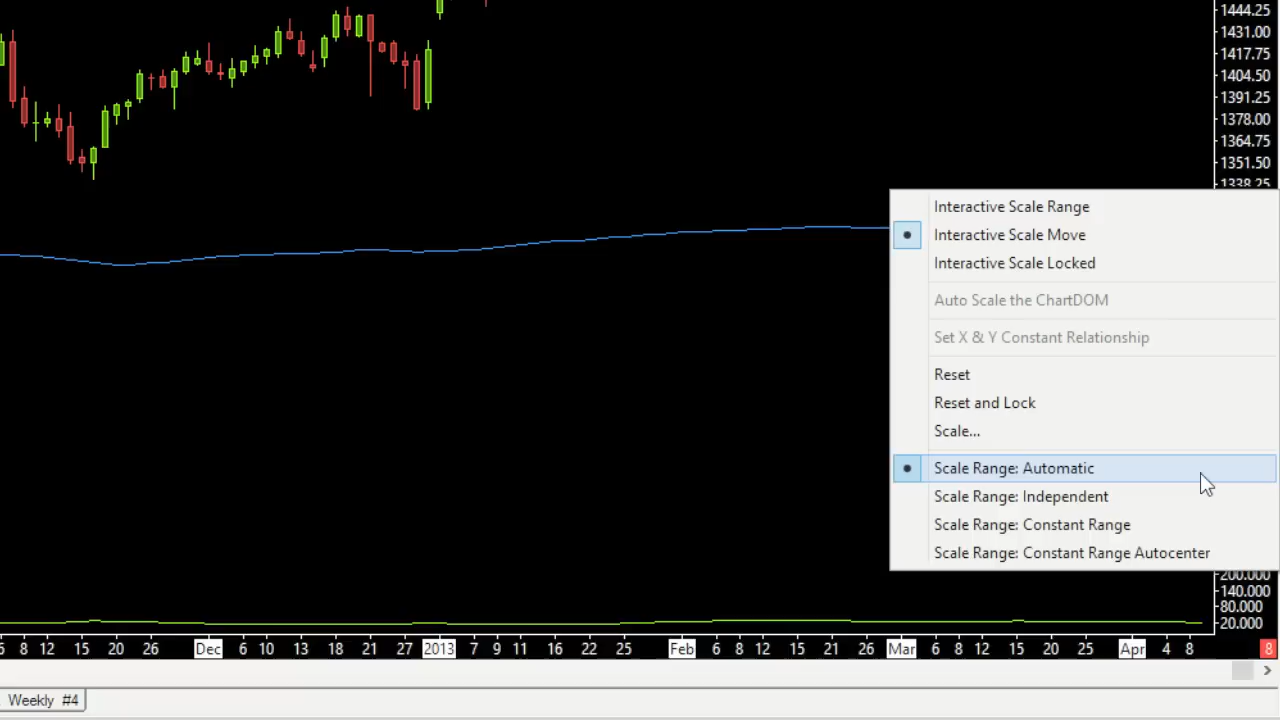 1444.25
1431.00
1417.75
1404.50
1391.25
1378.00
1364.75
1351.50
1338.25
Interactive Scale Range
Interactive Scale Move
Interactive Scale Locked
Auto Scale the ChartDOM
Set X & Y Constant Relationship
Reset
Reset and Lock
Scale...
Scale Range: Automatic
Scale Range: Independent
Scale Range: Constant Range
Scale Range: Constant Range Autocenter
200.000
140.000
80.000
20.000
8 12 15 20 26 Dec 6 10 13 18 21 27 2013 7 9 11 16 22 25 Feb 6 8 12 15 21 26 Mar 6 8 12 15 20 25 Apr 4 8 8
Weekly #4